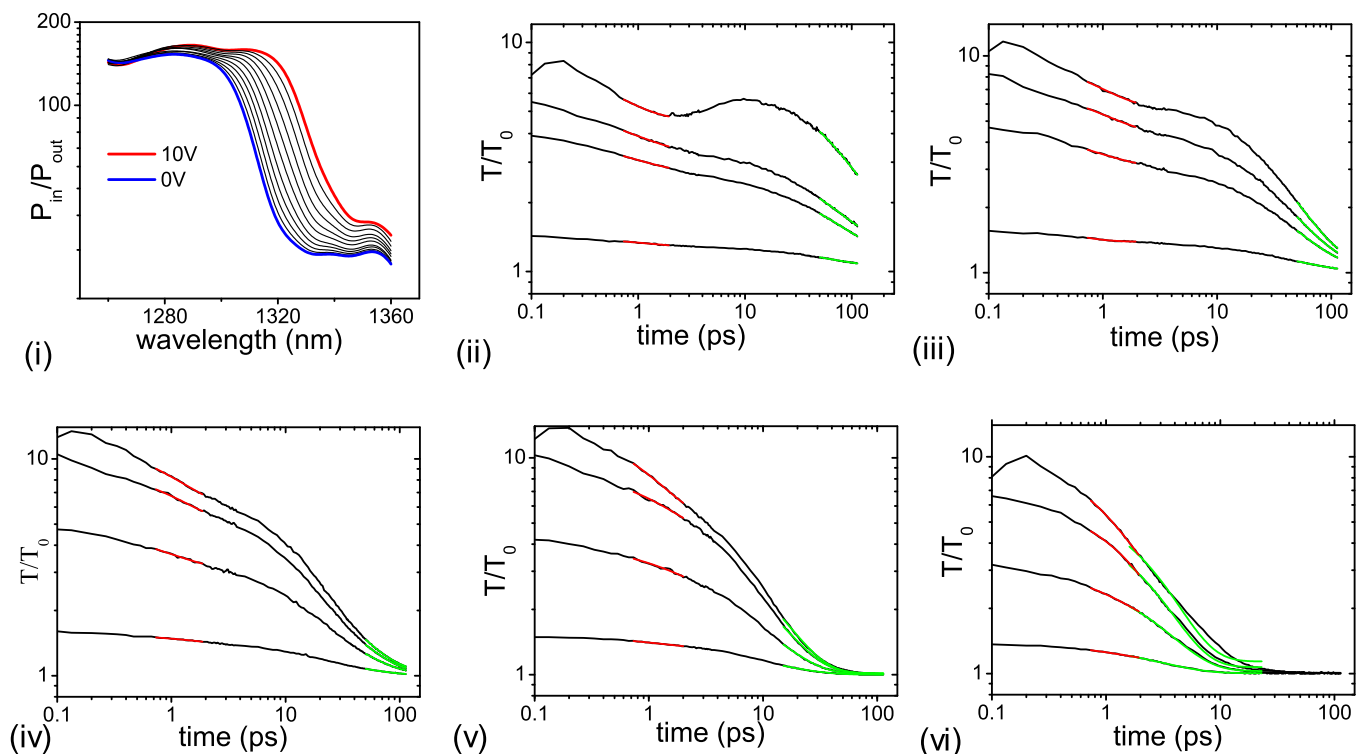 200
100
P_in/P_out
10V
0V
1280 1320 1360
wavelength (nm)
(i)
10
1
T/T_0
0.1 1 10 100
time (ps)
(ii)
10
1
T/T_0
0.1 1 10 100
time (ps)
(iii)
10
1
T/T_0
0.1 1 10 100
time (ps)
(iv)
10
1
T/T_0
0.1 1 10 100
time (ps)
(v)
10
1
T/T_0
0.1 1 10 100
time (ps)
(vi)